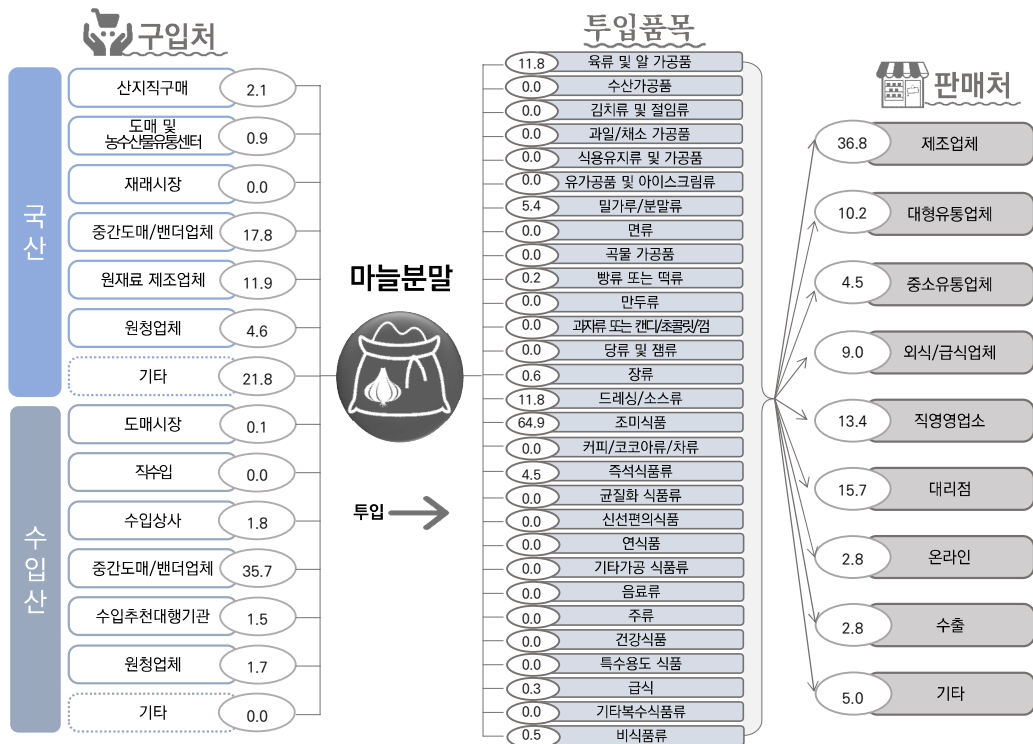 구입처
국산
산지직구매 2.1
도매 및
농수산물유통센터 0.9
재래시장 0.0
중간도매/밴더업체 17.8
원재료 제조업체 11.9
원청업체 4.6
기타 21.8
수입산
도매시장 0.1
직수입 0.0
수입상사 1.8
중간도매/밴더업체 35.7
수입추천대행기관 1.5
원청업체 1.7
기타 0.0
마늘분말
투입
투입품목
11.8 육류 및 알 가공품
0.0 수산가공품
0.0 김치류 및 절임류
0.0 과일/채소 가공품
0.0 식용유지류 및 가공품
0.0 유가공품 및 아이스크림류
5.4 밀가루/분말류
0.0 면류
0.0 곡물 가공품
0.2 빵류 또는 떡류
0.0 만두류
0.0 과자류 또는 캔디/초콜릿/껌
0.0 당류 및 잼류
0.6 장류
11.8 드레싱/소스류
64.9 조미식품
0.0 커피/코코아류/차류
4.5 즉석식품류
0.0 균질화 식품류
0.0 신선편의식품
0.0 연식품
0.0 기타가공 식품류
0.0 음료류
0.0 주류
0.0 건강식품
0.0 특수용도 식품
0.3 급식
0.0 기타복수식품류
0.5 비식품류
판매처
36.8 제조업체
10.2 대형유통업체
4.5 중소유통업체
9.0 외식/급식업체
13.4 직영영업소
15.7 대리점
2.8 온라인
2.8 수출
5.0 기타